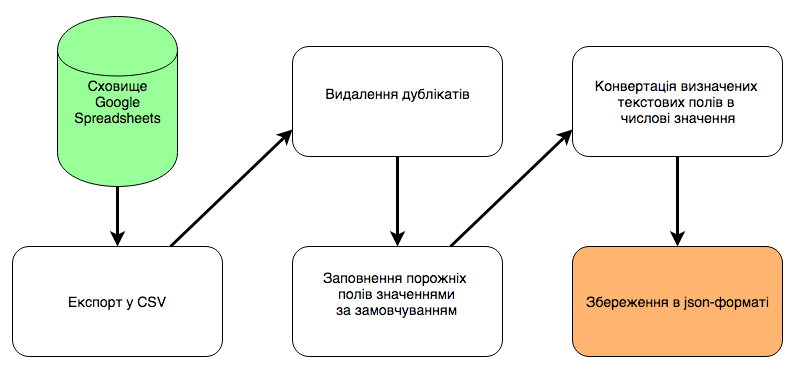 Сховище
Google
Spreadsheets
Експорт у CSV
Видалення дублікатів
Заповнення порожніх
полів значеннями
за замовчуванням
Конвертація визначених
текстових полів в
числові значення
Збереження в json-форматі